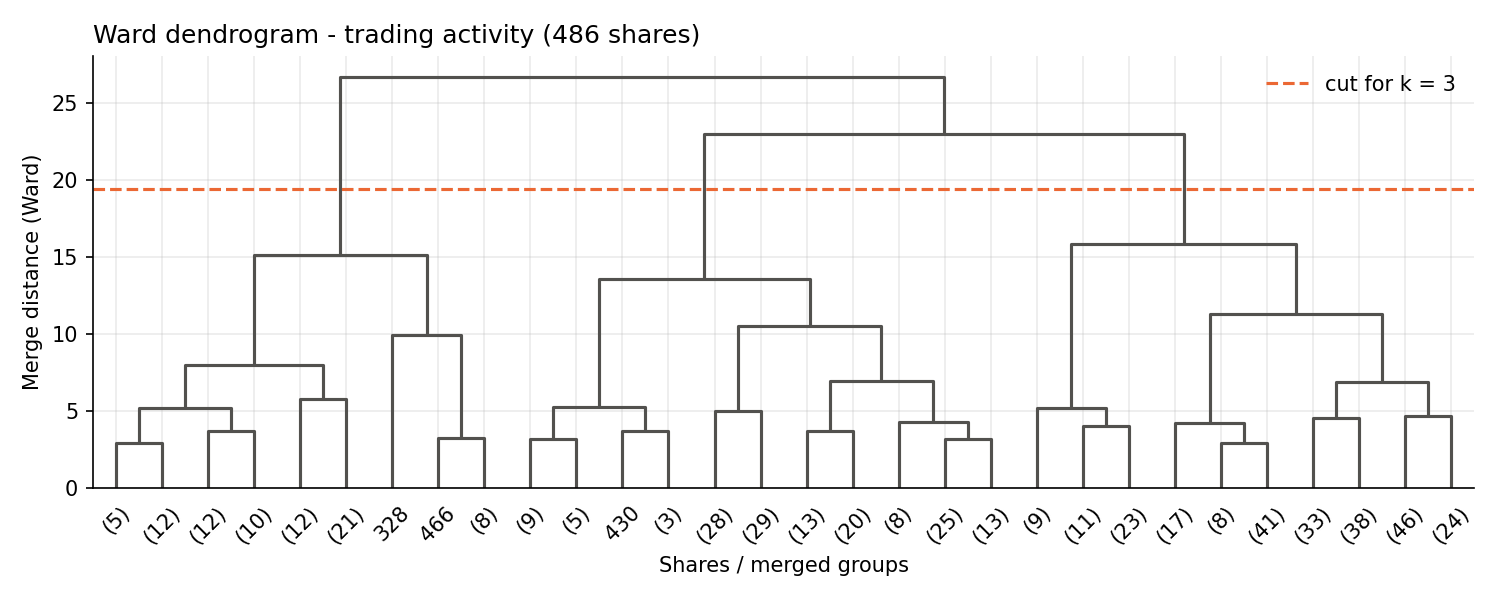 Ward dendrogram - trading activity (486 shares)
cut for k = 3
Merge distance (Ward)
25
20
15
10
5
0
(5) (12) (12) (10) (12) (21) 328 466 (8) (9) (5) 430 (3) (28) (29) (13) (20) (8) (25) (13) (9) (11) (23) (17) (8) (41) (33) (38) (46) (24)
Shares / merged groups